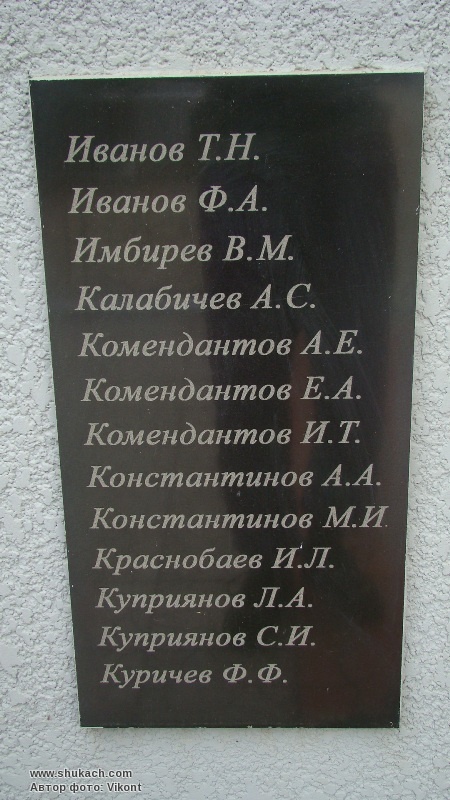 Иванов Т.Н.
Иванов Ф.А.
Имбирев В.М.
Калабичев А.С.
Комендантов А.Е.
Комендантов Е.А.
Комендантов И.Т.
Константинов А.А.
Константинов М.И
Краснобаев И.Л.
Куприянов Л.А.
Куприянов С.И.
Куричев Ф.Ф.
www.shukach.com
Автор фото: Vikont